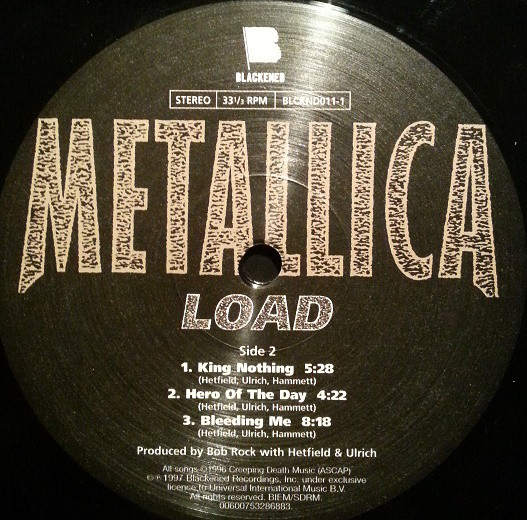 B
BLACKENED
STEREO 33⅓ RPM BLCKND011-1
METALLICA
LOAD
Side 2
1. King Nothing 5:28
(Hetfield, Ulrich, Hammett)
2. Hero Of The Day 4:22
(Hetfield, Ulrich, Hammett)
3. Bleeding Me 8:18
(Hetfield, Ulrich, Hammett)
Produced by Bob Rock with Hetfield & Ulrich
All songs ©1996 Creeping Death Music (ASCAP)
©℗ 1997 Blackened Recordings, Inc. under exclusive
license to Universal International Music B.V.
All rights reserved. BIEM/SDRM.
00600753286883.